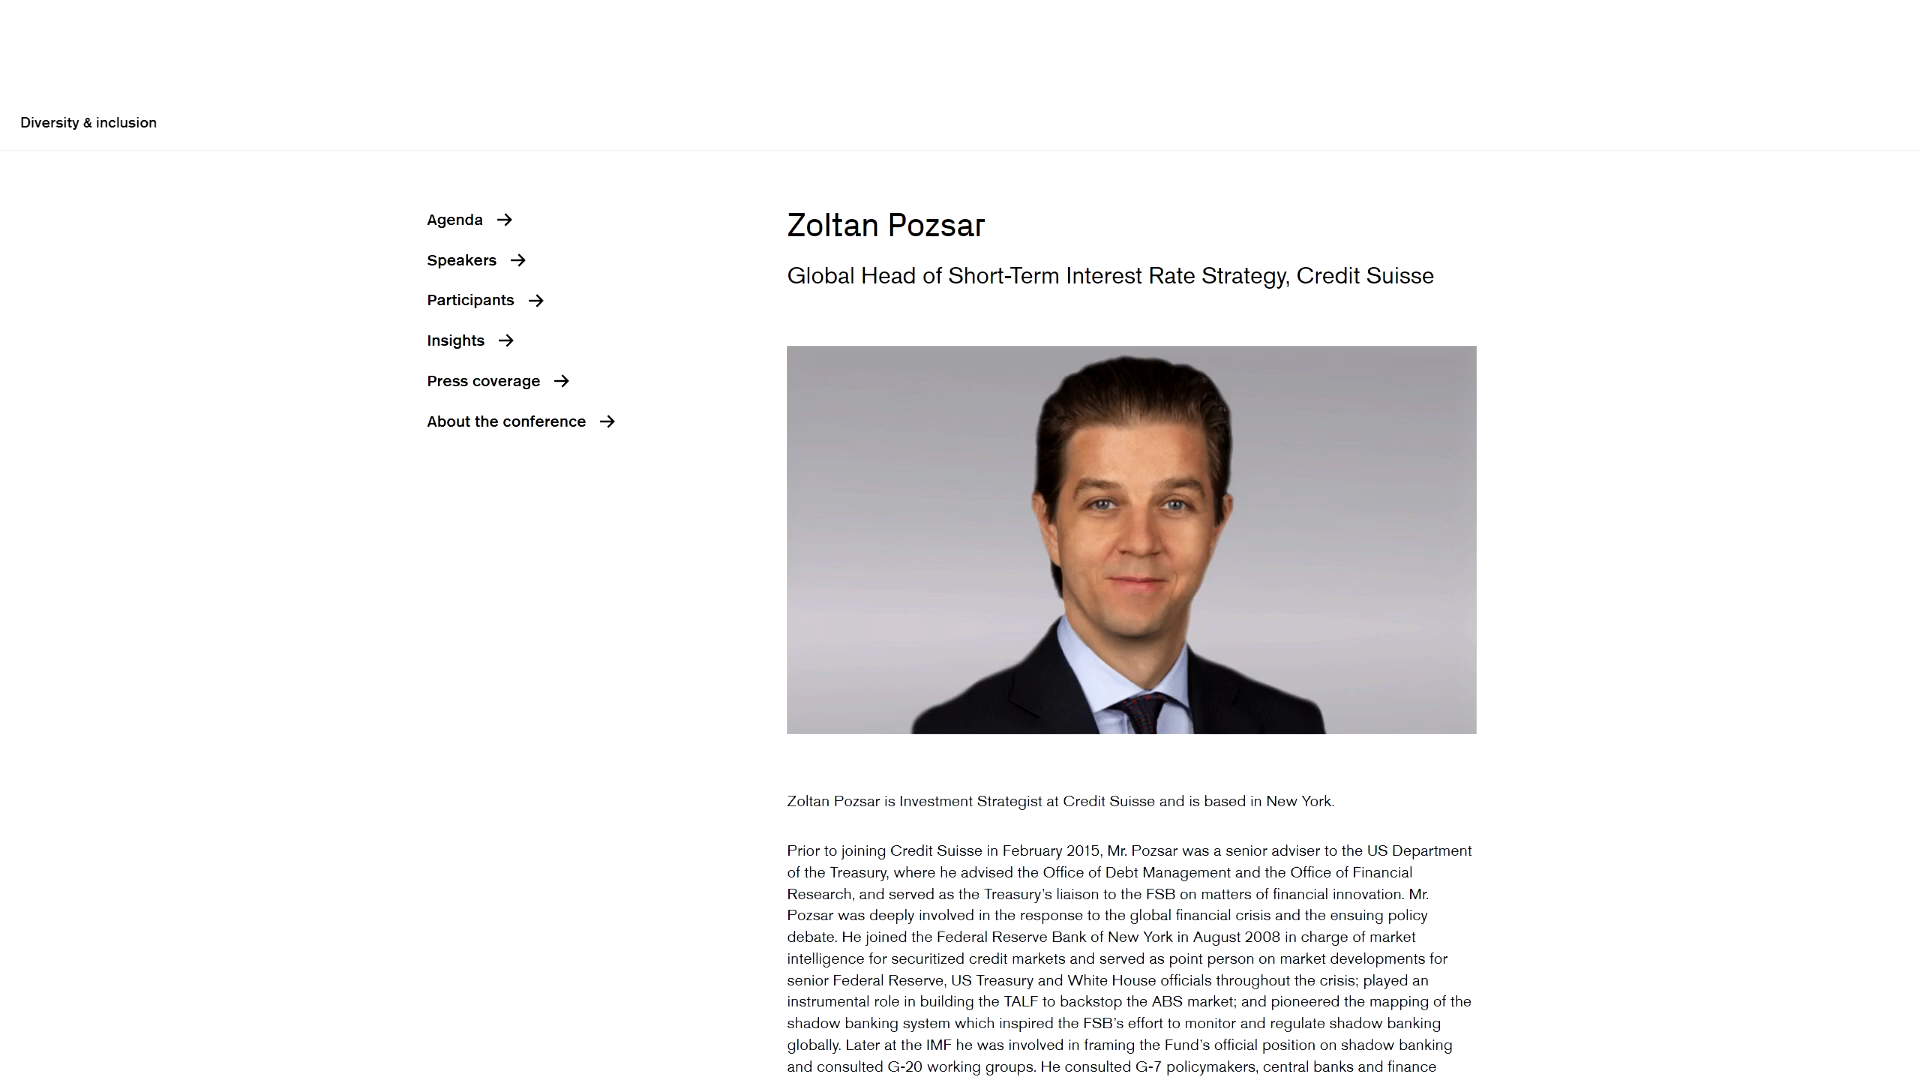 Diversity & inclusion
Agenda
Speakers
Participants
Insights
Press coverage
About the conference
Zoltan Pozsar
Global Head of Short-Term Interest Rate Strategy, Credit Suisse
Zoltan Pozsar is Investment Strategist at Credit Suisse and is based in New York.
Prior to joining Credit Suisse in February 2015, Mr. Pozsar was a senior adviser to the US Department
of the Treasury, where he advised the Office of Debt Management and the Office of Financial
Research, and served as the Treasury's liaison to the FSB on matters of financial innovation. Mr.
Pozsar was deeply involved in the response to the global financial crisis and the ensuing policy
debate. He joined the Federal Reserve Bank of New York in August 2008 in charge of market
intelligence for securitized credit markets and served as point person on market developments for
senior Federal Reserve, US Treasury and White House officials throughout the crisis; played an
instrumental role in building the TALF to backstop the ABS market; and pioneered the mapping of the
shadow banking system which inspired the FSB's effort to monitor and regulate shadow banking
globally. Later at the IMF he was involved in framing the Fund's official position on shadow banking
and consulted G-20 working groups. He consulted G-7 policymakers, central banks and finance